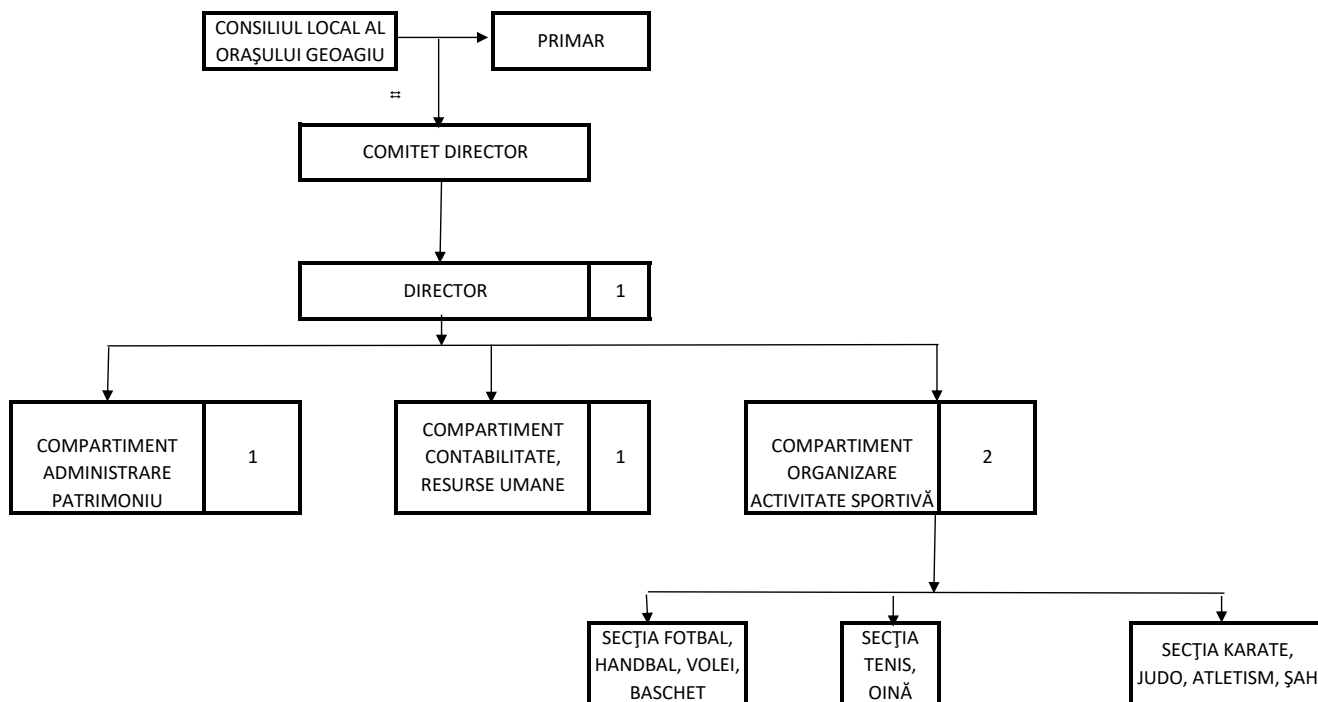 CONSILIUL LOCAL AL
ORAŞULUI GEOAGIU
PRIMAR
COMITET DIRECTOR
DIRECTOR
1
COMPARTIMENT
ADMINISTRARE
PATRIMONIU
1
COMPARTIMENT
CONTABILITATE,
RESURSE UMANE
1
COMPARTIMENT
ORGANIZARE
ACTIVITATE SPORTIVĂ
2
SECŢIA FOTBAL,
HANDBAL, VOLEI,
BASCHET
SECŢIA
TENIS,
OINĂ
SECŢIA KARATE,
JUDO, ATLETISM, ŞAH